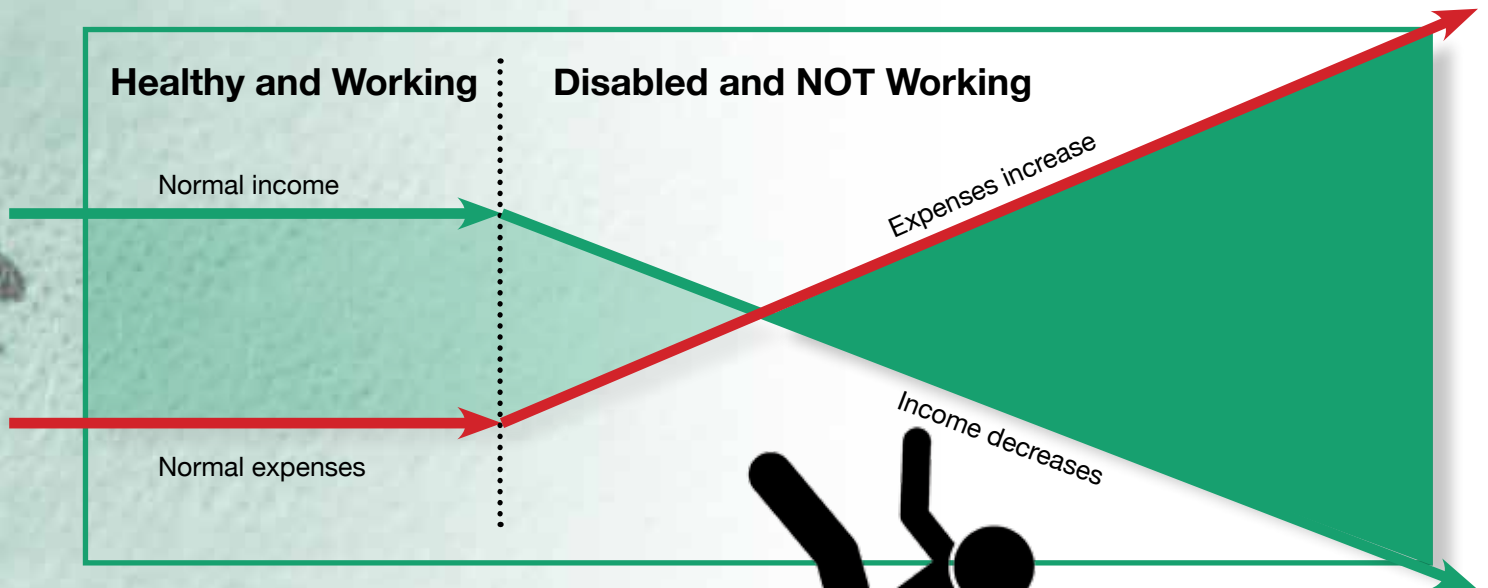 Healthy and Working
Disabled and NOT Working
Normal income
Expenses increase
Income decreases
Normal expenses